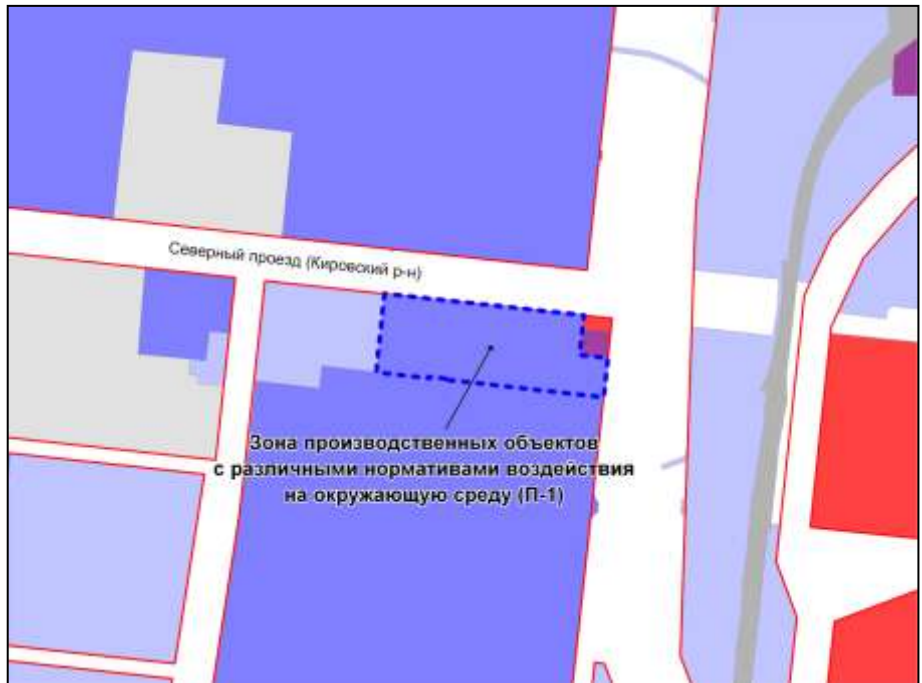 Северный проезд (Кировский р-н)
Зона производственных объектов
с различными нормативами воздействия
на окружающую среду (П-1)